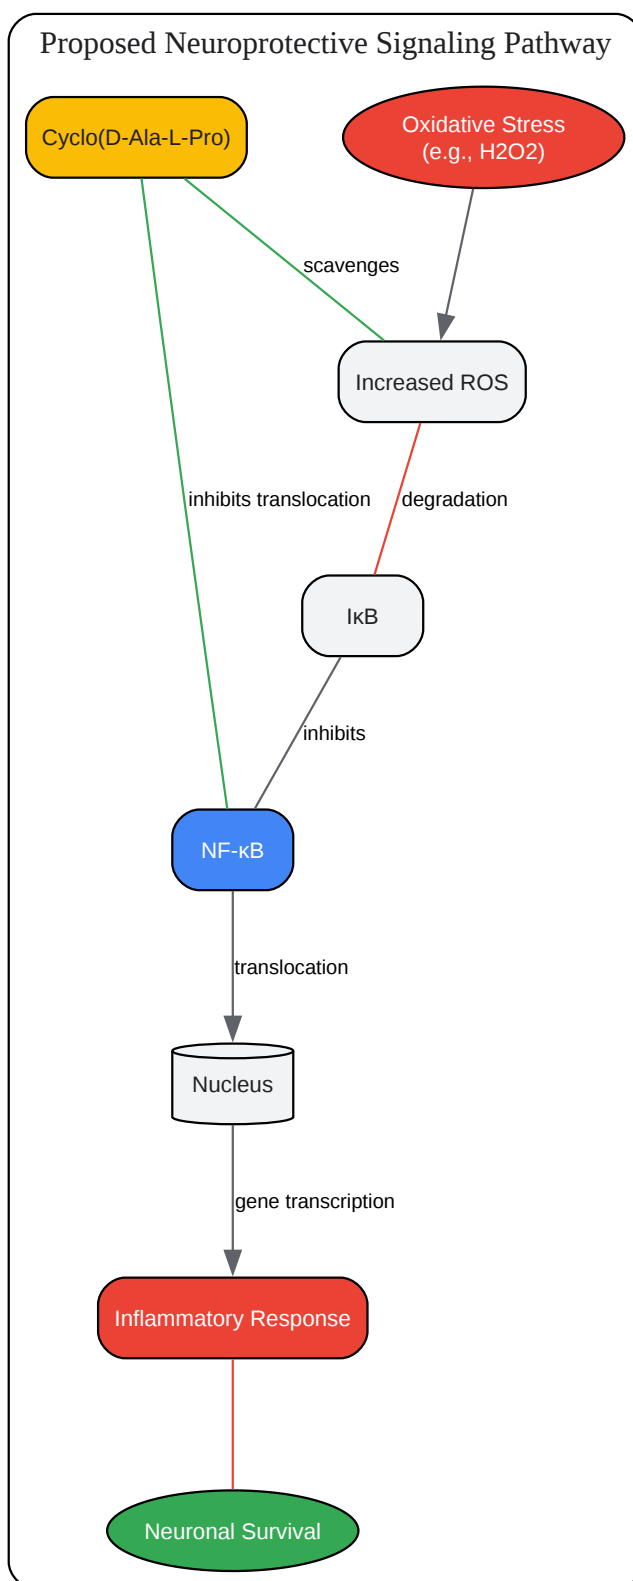 Proposed Neuroprotective Signaling Pathway
Cyclo(D-Ala-L-Pro)
Oxidative Stress
(e.g., H2O2)
scavenges
Increased ROS
inhibits translocation
degradation
IκB
inhibits
NF-κB
translocation
Nucleus
gene transcription
Inflammatory Response
Neuronal Survival